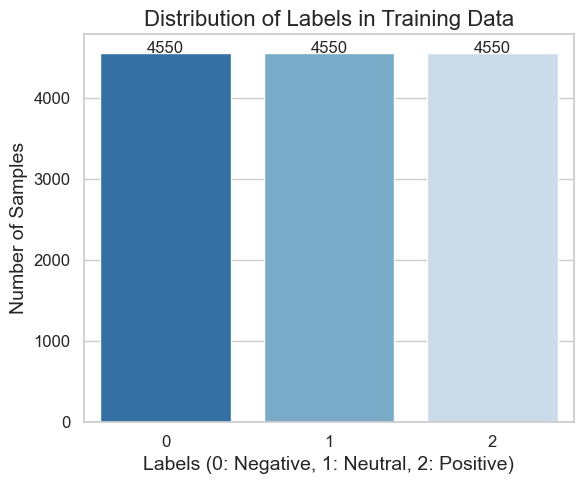 Distribution of Labels in Training Data
4550 4550 4550
4000
3000
2000
1000
0
Number of Samples
0 1 2
Labels (0: Negative, 1: Neutral, 2: Positive)